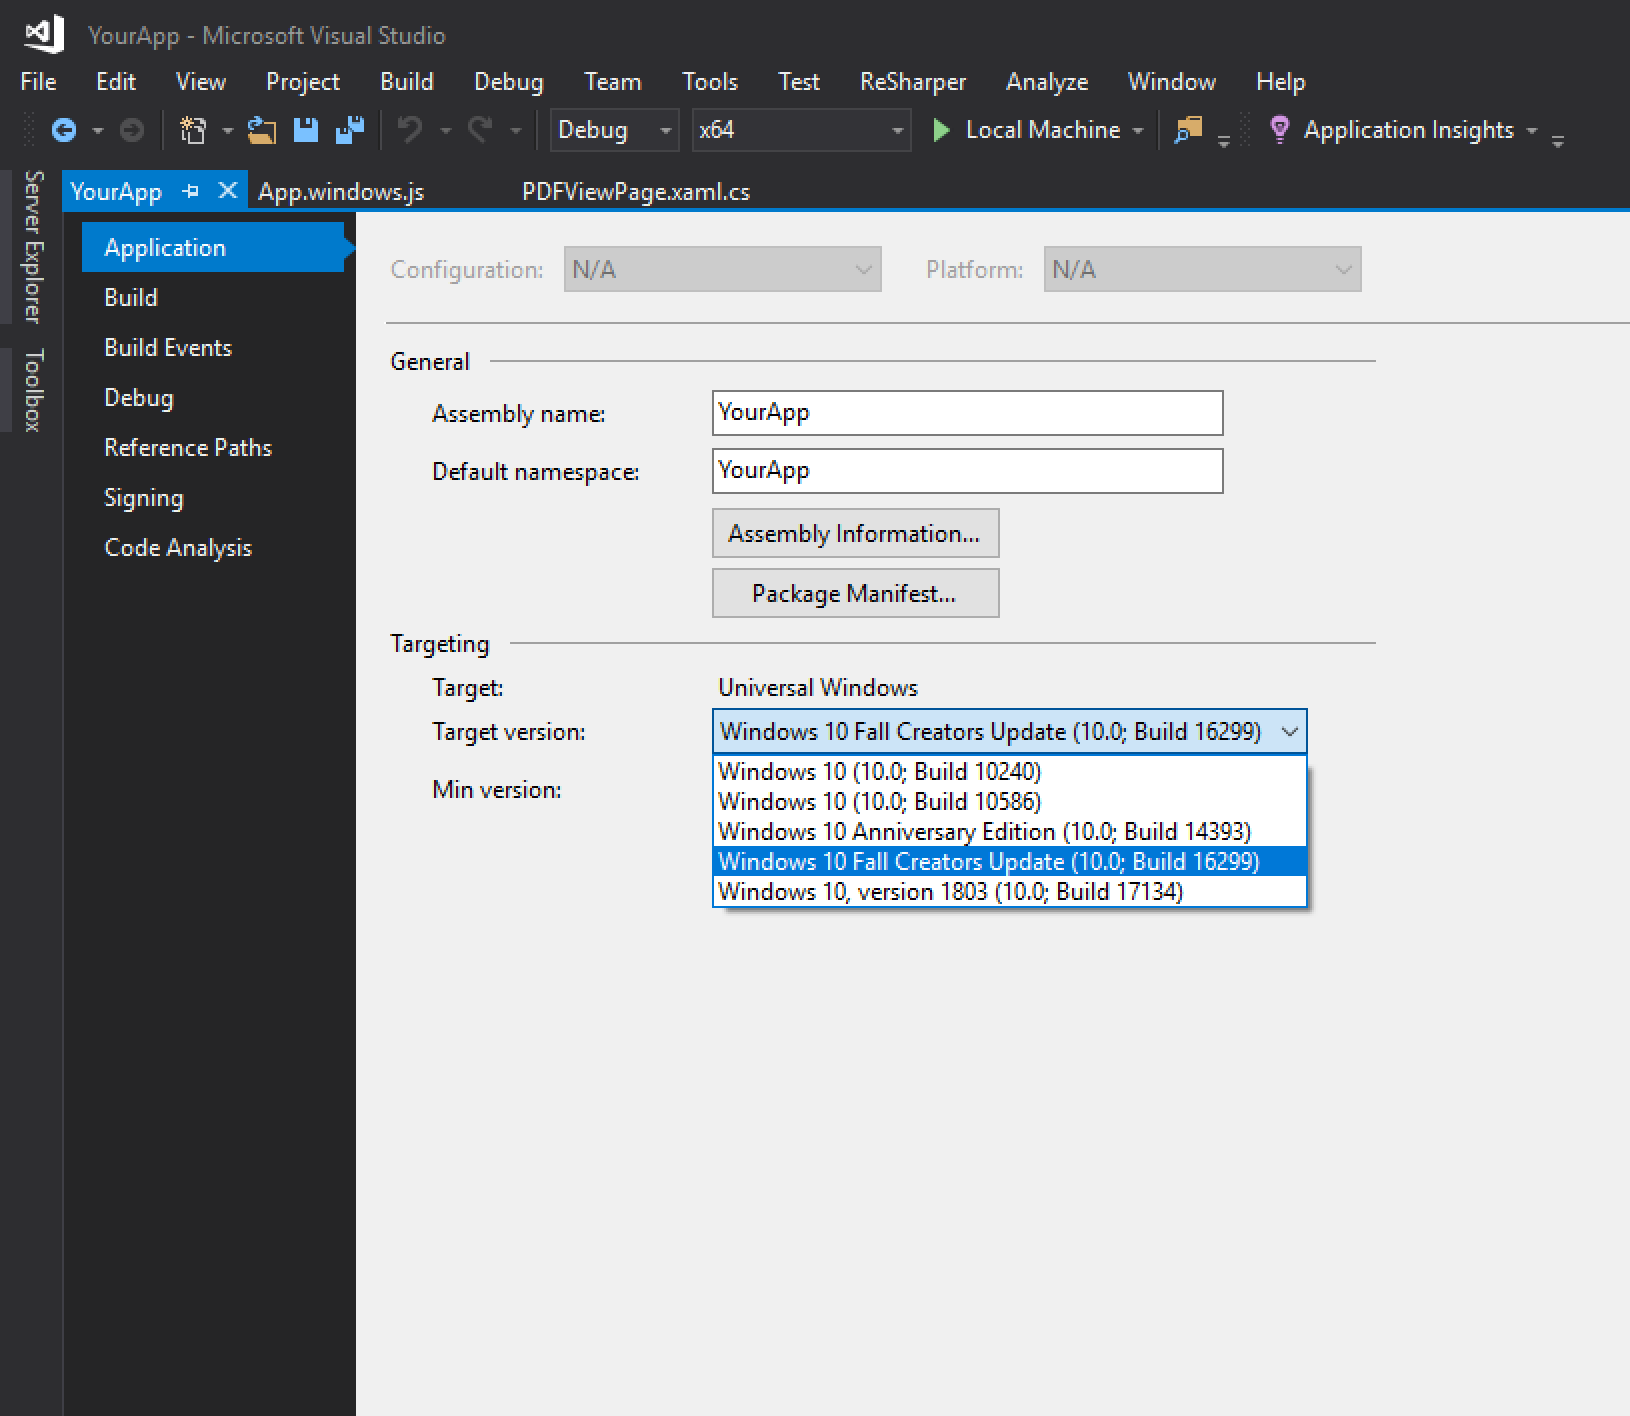 YourApp - Microsoft Visual Studio
File Edit View Project Build Debug Team Tools Test ReSharper Analyze Window Help
Debug x64 Local Machine Application Insights
Server Explorer
Toolbox
YourApp App.windows.js PDFViewPage.xaml.cs
Application
Build
Build Events
Debug
Reference Paths
Signing
Code Analysis
Configuration: N/A Platform: N/A
General
Assembly name: YourApp
Default namespace: YourApp
Assembly Information...
Package Manifest...
Targeting
Target: Universal Windows
Target version: Windows 10 Fall Creators Update (10.0; Build 16299)
Min version:
Windows 10 (10.0; Build 10240)
Windows 10 (10.0; Build 10586)
Windows 10 Anniversary Edition (10.0; Build 14393)
Windows 10 Fall Creators Update (10.0; Build 16299)
Windows 10, version 1803 (10.0; Build 17134)